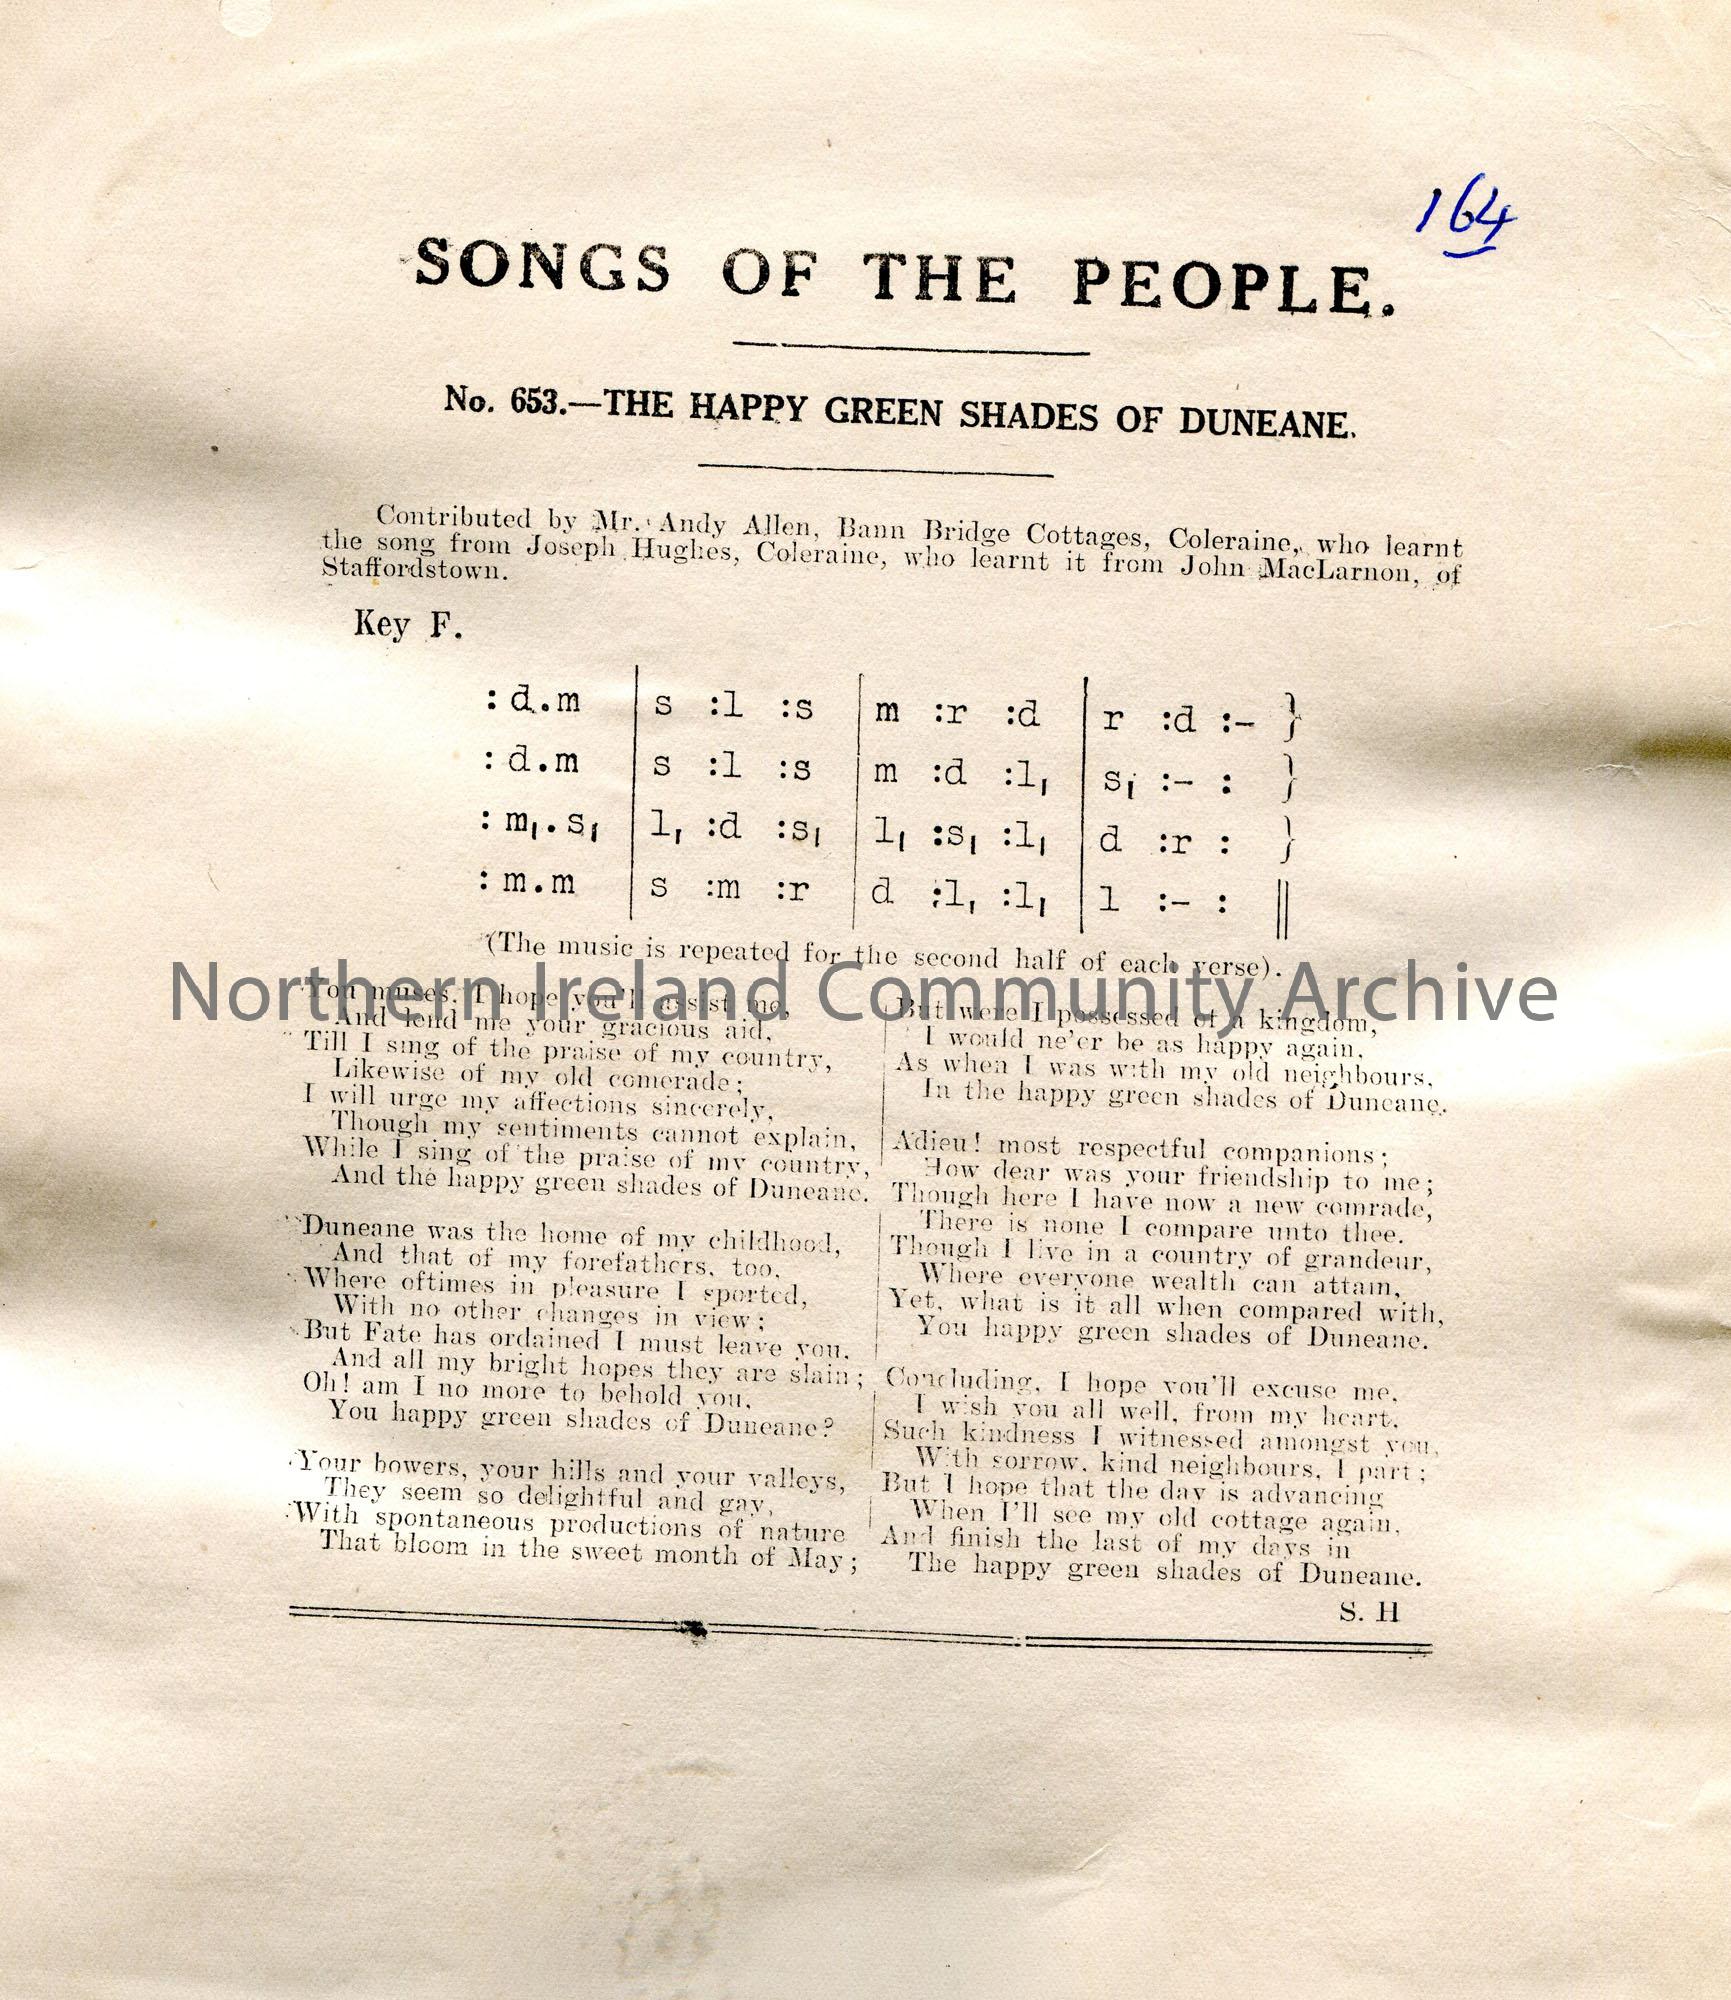 164
SONGS OF THE PEOPLE.
No. 653.—THE HAPPY GREEN SHADES OF DUNEANE.
Contributed by Mr. Andy Allen, Bann Bridge Cottages, Coleraine, who learnt
the song from Joseph Hughes, Coleraine, who learnt it from John MacLarnon, of
Staffordstown.
Key F.
: d.m | s :l :s | m :r :d | r :d :– }
: d.m | s :l :s | m :d :l, | s, :– : }
: m,.s, | l, :d :s, | l, :s, :l, | d :r : }
: m.m | s :m :r | d :l, :l, | l :– : ||
(The music is repeated for the second half of each verse).
Northern Ireland Community Archive
You muses, I hope you'll assist me,
And lend me your gracious aid,
Till I sing of the praise of my country,
Likewise of my old comerade;
I will urge my affections sincerely,
Though my sentiments cannot explain,
While I sing of the praise of my country,
And the happy green shades of Duneane.
Duneane was the home of my childhood,
And that of my forefathers, too,
Where oftimes in pleasure I sported,
With no other changes in view;
But Fate has ordained I must leave you,
And all my bright hopes they are slain;
Oh! am I no more to behold you,
You happy green shades of Duneane?
Your bowers, your hills and your valleys,
They seem so delightful and gay,
With spontaneous productions of nature
That bloom in the sweet month of May;
But were I possessed of a kingdom,
I would ne'er be as happy again,
As when I was with my old neighbours,
In the happy green shades of Duneane.
Adieu! most respectful companions;
How dear was your friendship to me;
Though here I have now a new comrade,
There is none I compare unto thee.
Though I live in a country of grandeur,
Where everyone wealth can attain,
Yet, what is it all when compared with,
You happy green shades of Duneane.
Concluding, I hope you'll excuse me,
I wish you all well, from my heart,
Such kindness I witnessed amongst you,
With sorrow, kind neighbours, I part;
But I hope that the day is advancing
When I'll see my old cottage again,
And finish the last of my days in
The happy green shades of Duneane.
S. H